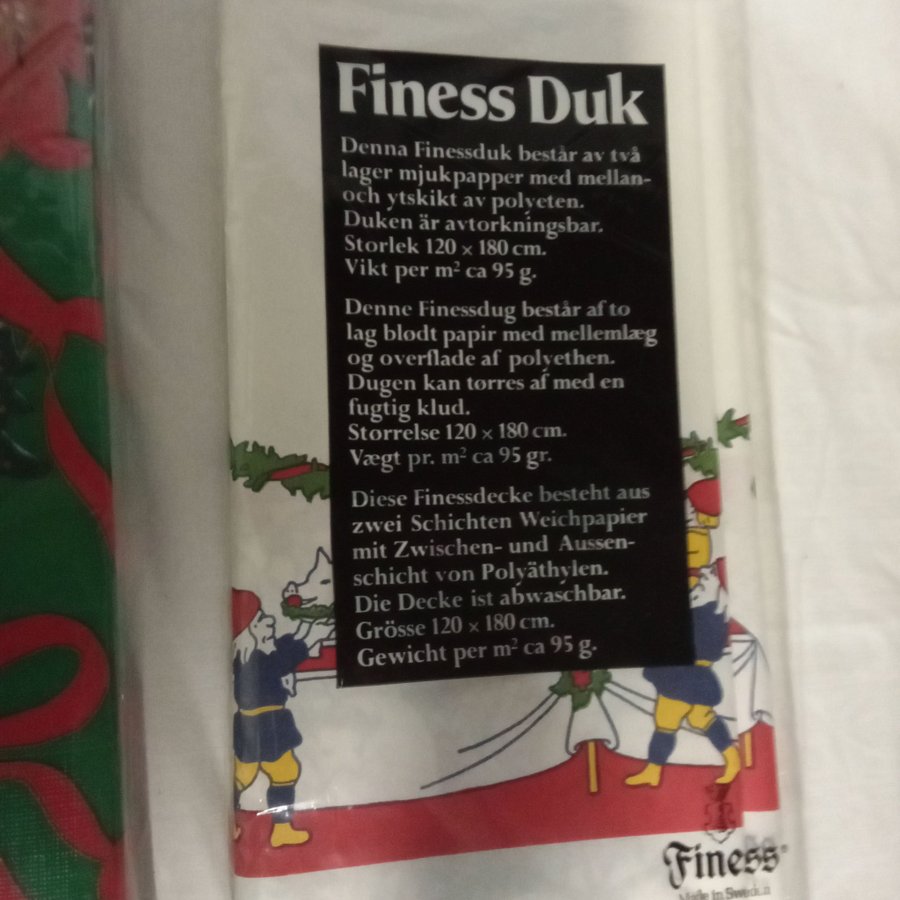 Finess Duk
Denna Finessduk består av två
lager mjukpapper med mellan-
och ytskikt av polyeten.
Duken är avtorkningsbar.
Storlek 120 × 180 cm.
Vikt per m² ca 95 g.
Denne Finessdug består af to
lag blødt papir med mellemlæg
og overflade af polyethen.
Dugen kan tørres af med en
fugtig klud.
Størrelse 120 × 180 cm.
Vægt pr. m² ca 95 gr.
Diese Finessdecke besteht aus
zwei Schichten Weichpapier
mit Zwischen- und Aussen-
schicht von Polyäthylen.
Die Decke ist abwaschbar.
Grösse 120 × 180 cm.
Gewicht per m² ca 95 g.
Finess®
Made in Sweden